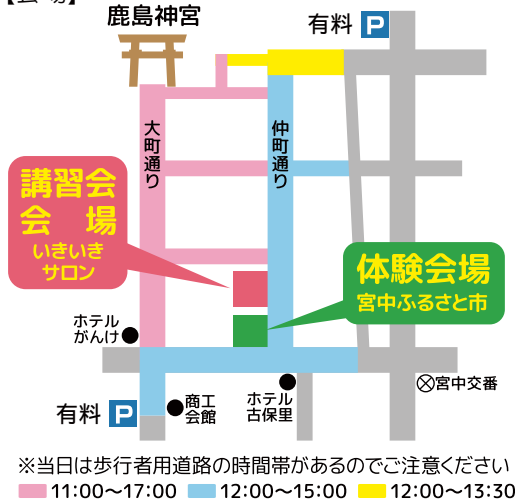 【会場】
鹿島神宮
有料 P
大町通り
仲町通り
講習会
会場
いきいき
サロン
体験会場
宮中ふるさと市
ホテル
がんけ
宮中交番
商工
会館
ホテル
古保里
有料 P
※当日は歩行者用道路の時間帯があるのでご注意ください
11:00〜17:00 12:00〜15:00 12:00〜13:30